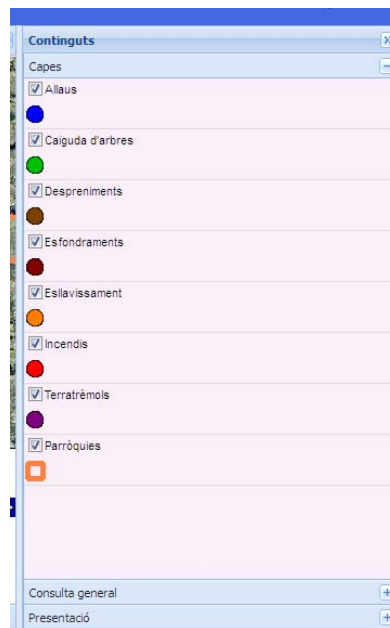 Continguts
Capes
Allaus
Caiguda d'arbres
Despreniments
Esfondraments
Esllavissament
Incendis
Terratrèmols
Parròquies
Consulta general
Presentació